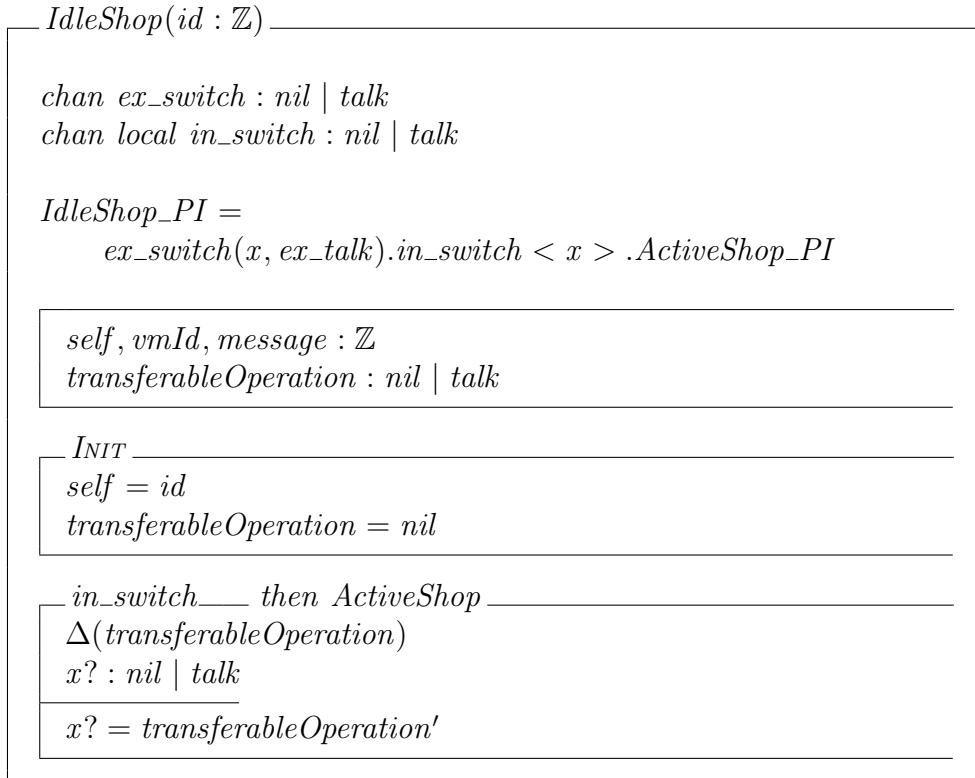 IdleShop(id : ℤ)
chan ex_switch : nil | talk
chan local in_switch : nil | talk
IdleShop_PI =
ex_switch(x, ex_talk).in_switch < x > .ActiveShop_PI
self, vmId, message : ℤ
transferableOperation : nil | talk
INIT
self = id
transferableOperation = nil
in_switch___ then ActiveShop
Δ(transferableOperation)
x? : nil | talk
x? = transferableOperation′